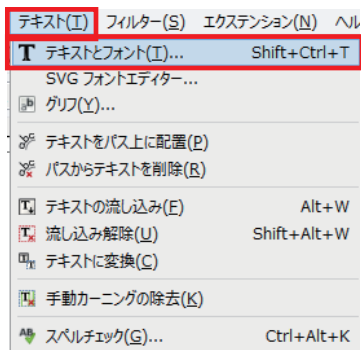 テキスト(T) フィルター(S) エクステンション(N) ヘル
テキストとフォント(T)... Shift+Ctrl+T
SVG フォントエディター...
グリフ(Y)...
テキストをパス上に配置(P)
パスからテキストを削除(R)
テキストの流し込み(F) Alt+W
流し込み解除(U) Shift+Alt+W
テキストに変換(C)
手動カーニングの除去(K)
スペルチェック(G)... Ctrl+Alt+K